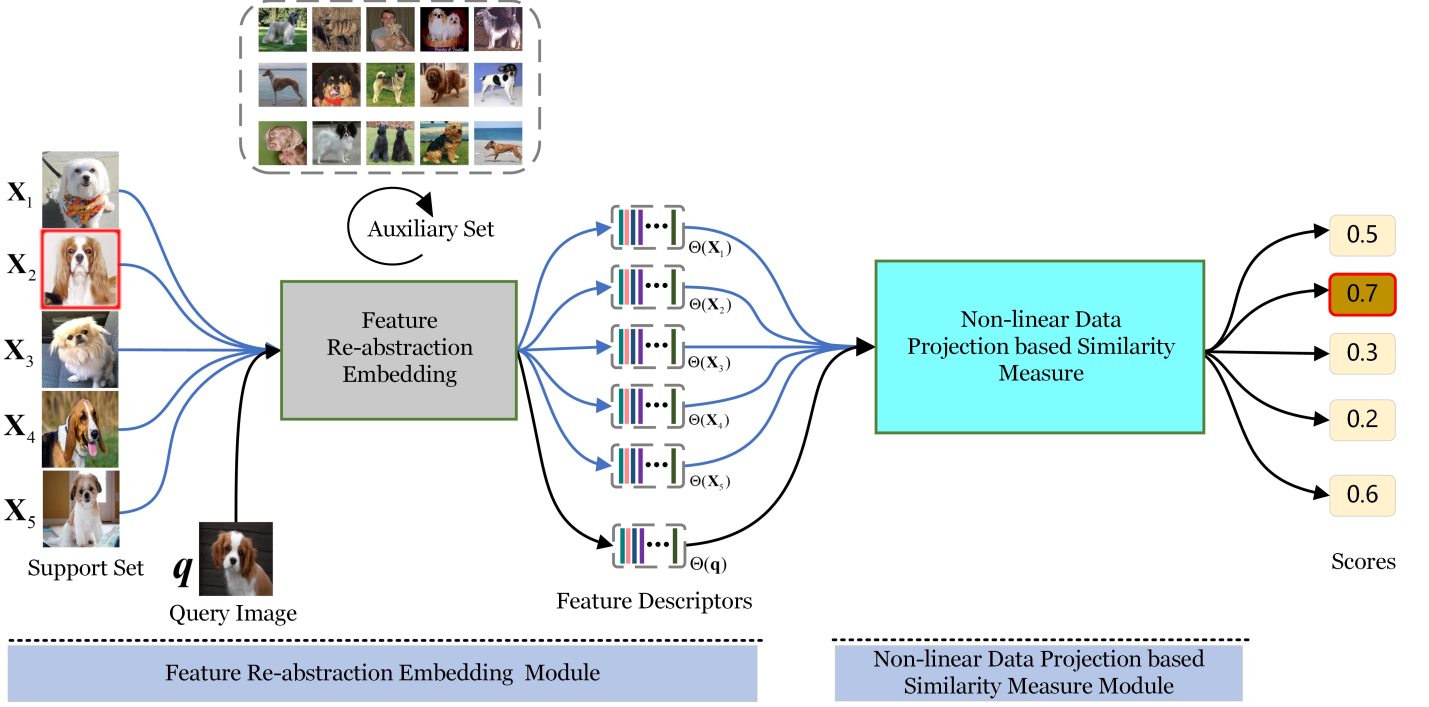 X1
X2
X3
X4
X5
Support Set
q
Query Image
Auxiliary Set
Feature
Re-abstraction
Embedding
Θ(X1)
Θ(X2)
Θ(X3)
Θ(X4)
Θ(X5)
Θ(q)
Feature Descriptors
Non-linear Data
Projection based Similarity
Measure
0.5
0.7
0.3
0.2
0.6
Scores
Feature Re-abstraction Embedding Module
Non-linear Data Projection based
Similarity Measure Module